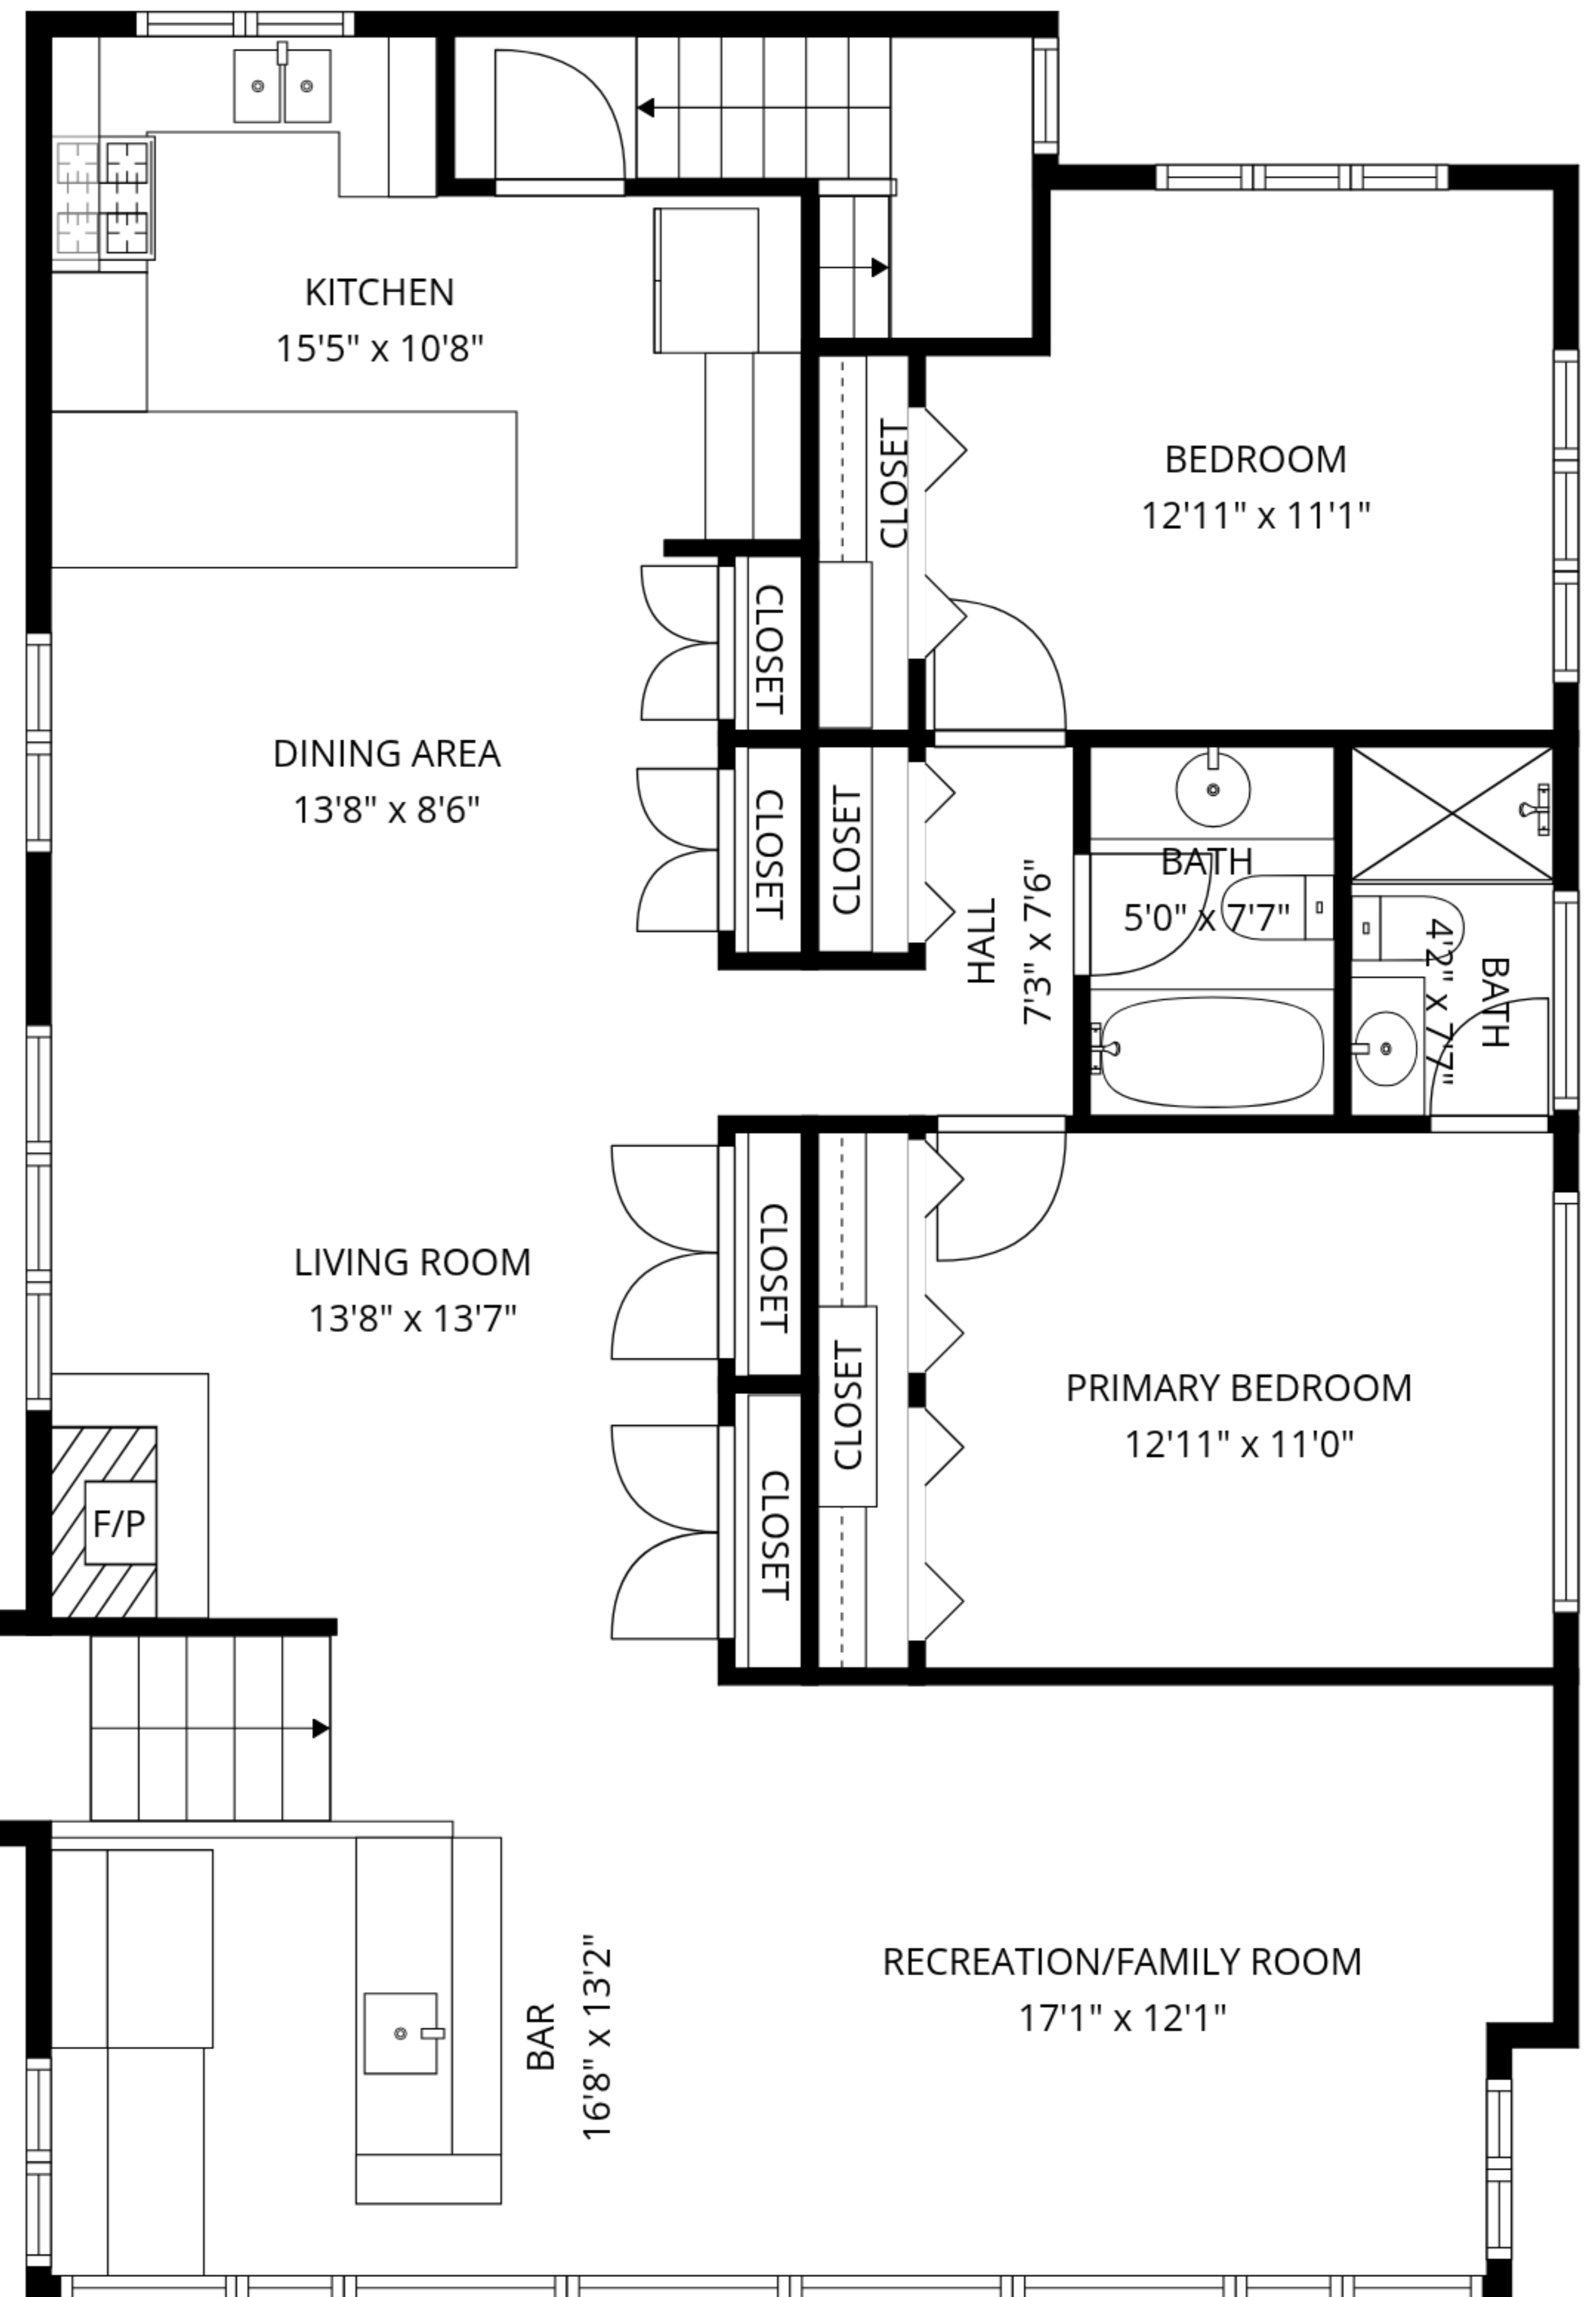 KITCHEN
15'5" x 10'8"
CLOSET
BEDROOM
12'11" x 11'1"
CLOSET
DINING AREA
13'8" x 8'6"
CLOSET
CLOSET
HALL
7'3" x 7'6"
BATH
5'0" x 7'7"
BATH
4'2" x 7'7"
LIVING ROOM
13'8" x 13'7"
CLOSET
CLOSET
PRIMARY BEDROOM
12'11" x 11'0"
F/P
CLOSET
BAR
16'8" x 13'2"
RECREATION/FAMILY ROOM
17'1" x 12'1"